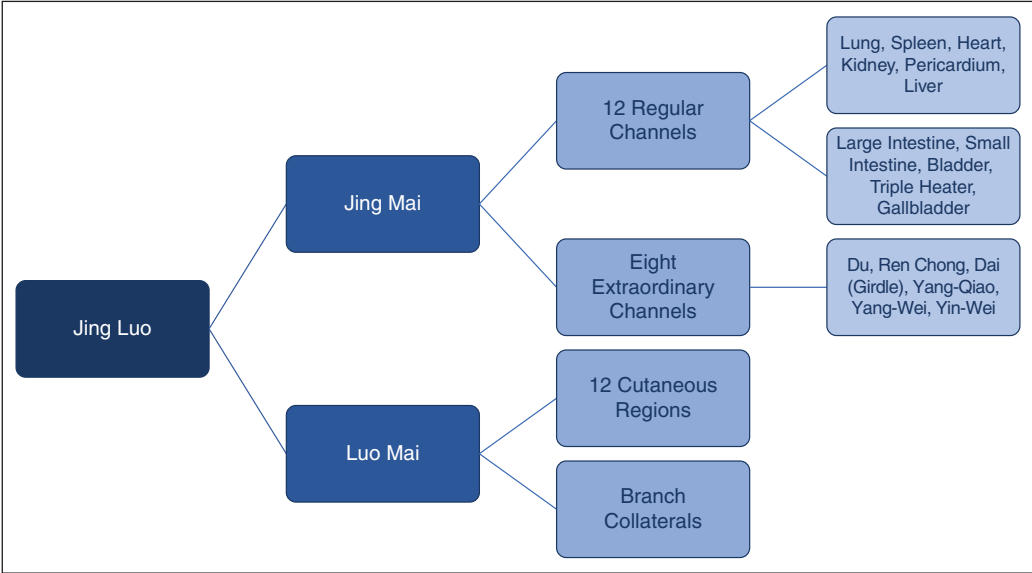 Jing Luo
Jing Mai
Luo Mai
12 Regular
Channels
Eight
Extraordinary
Channels
12 Cutaneous
Regions
Branch
Collaterals
Lung, Spleen, Heart,
Kidney, Pericardium,
Liver
Large Intestine, Small
Intestine, Bladder,
Triple Heater,
Gallbladder
Du, Ren Chong, Dai
(Girdle), Yang-Qiao,
Yang-Wei, Yin-Wei